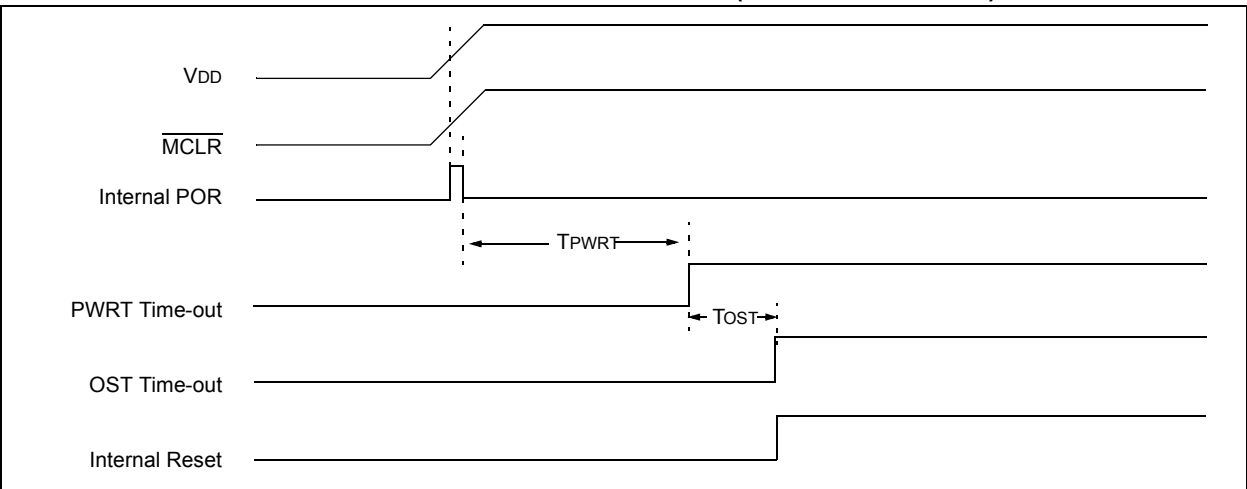 VDD
MCLR
Internal POR
TPWRT
PWRT Time-out
TOST
OST Time-out
Internal Reset